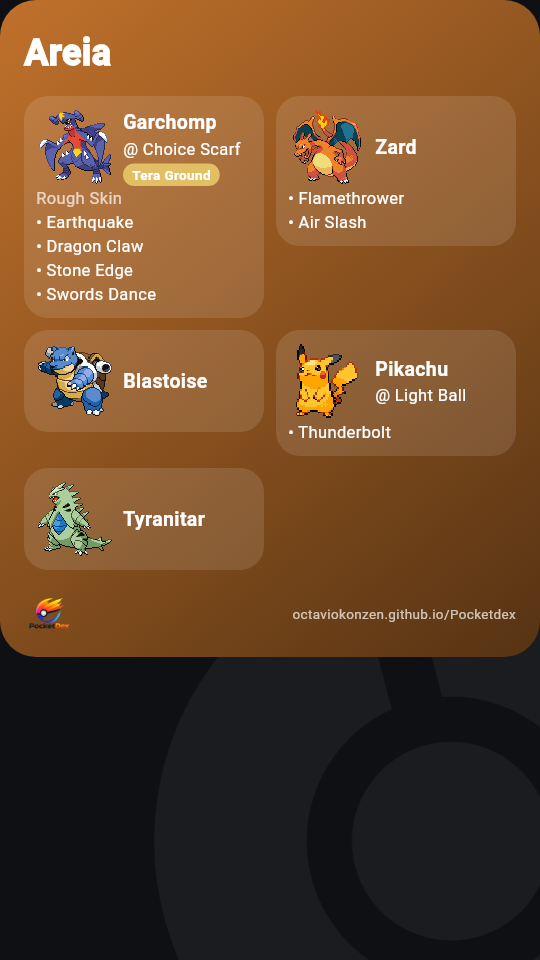 Areia
Garchomp
@ Choice Scarf
Tera Ground
Rough Skin
• Earthquake
• Dragon Claw
• Stone Edge
• Swords Dance
Zard
• Flamethrower
• Air Slash
Blastoise
Pikachu
@ Light Ball
• Thunderbolt
Tyranitar
PocketDex
octaviokonzen.github.io/Pocketdex